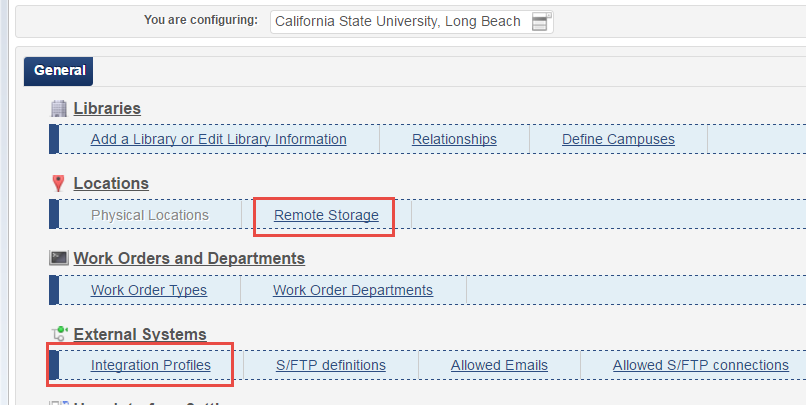 You are configuring: California State University, Long Beach
General
Libraries
Add a Library or Edit Library Information Relationships Define Campuses
Locations
Physical Locations Remote Storage
Work Orders and Departments
Work Order Types Work Order Departments
External Systems
Integration Profiles S/FTP definitions Allowed Emails Allowed S/FTP connections